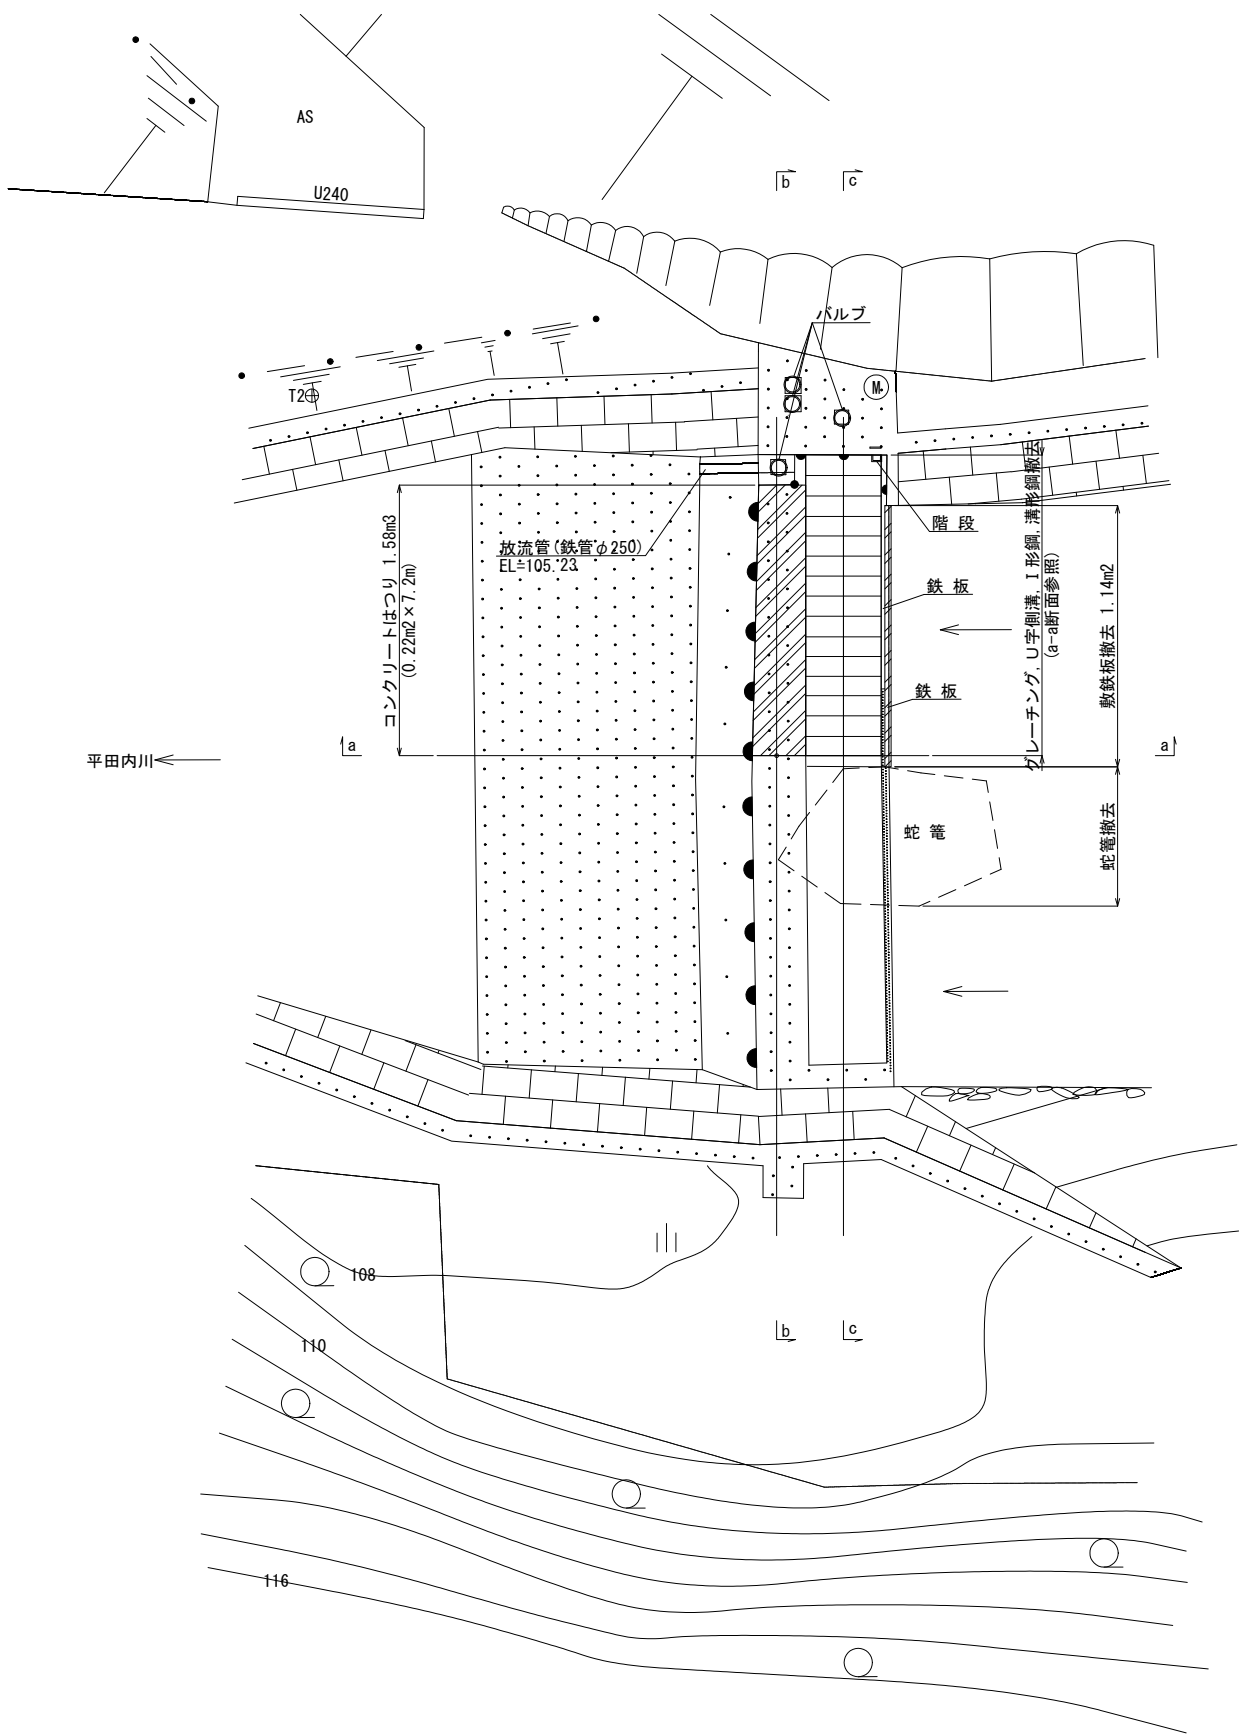 AS
U240
b
c
バルブ
T2
M
放流管(鉄管φ250)
EL=105.23
コンクリートはつり 1.58m3
(0.22m2×7.2m)
階 段
鉄 板
鉄 板
グレーチング, U字側溝, I 形鋼, 溝形鋼撤去
(a-a断面参照)
敷鉄板撤去 1.14m2
a
a
平田内川
蛇 篭
蛇篭撤去
108
110
b
c
116